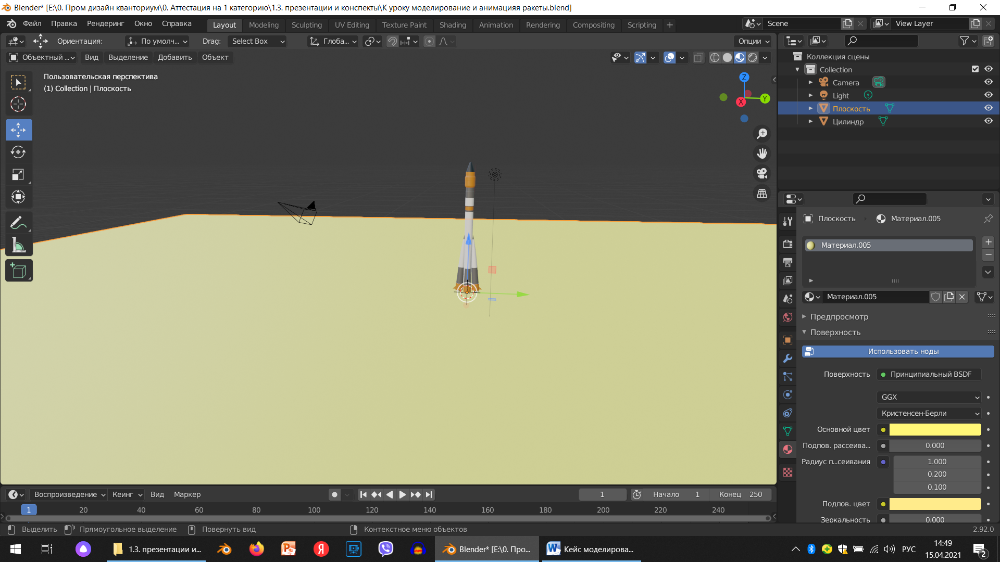 Blender* [E:\0. Пром дизайн кванториум\0. Аттестация на 1 категорию\1.3. презентации и конспекты\К уроку моделирование и анимацияя ракеты.blend]
Файл Правка Рендеринг Окно Справка Layout Modeling Sculpting UV Editing Texture Paint Shading Animation Rendering Compositing Scripting + Scene View Layer
Ориентация: По умолч... Drag: Select Box Глоба... Опции
Объектный ... Вид Выделение Добавить Объект
Пользовательская перспектива
(1) Collection | Плоскость
Z
Y
X
Коллекция сцены
Collection
Camera
Light
Плоскость
Цилиндр
Плоскость Материал.005
Материал.005
Материал.005
Предпросмотр
Поверхность
Использовать ноды
Поверхность Принципиальный BSDF
GGX
Кристенсен-Берли
Основной цвет
Подпов. рассеива... 0.000
Радиус п...сеивания 1.000
0.200
0.100
Подпов. цвет
Зеркальность 0.000
Воспроизведение Кеинг Вид Маркер 1 Начало 1 Конец 250
1 20 40 60 80 100 120 140 160 180 200 220 240
Выделить Прямоугольное выделение Повернуть вид Контекстное меню объектов 2.92.0
1.3. презентации и... Blender* [E:\0. Про... Кейс моделирова... РУС 14:49
15.04.2021
2